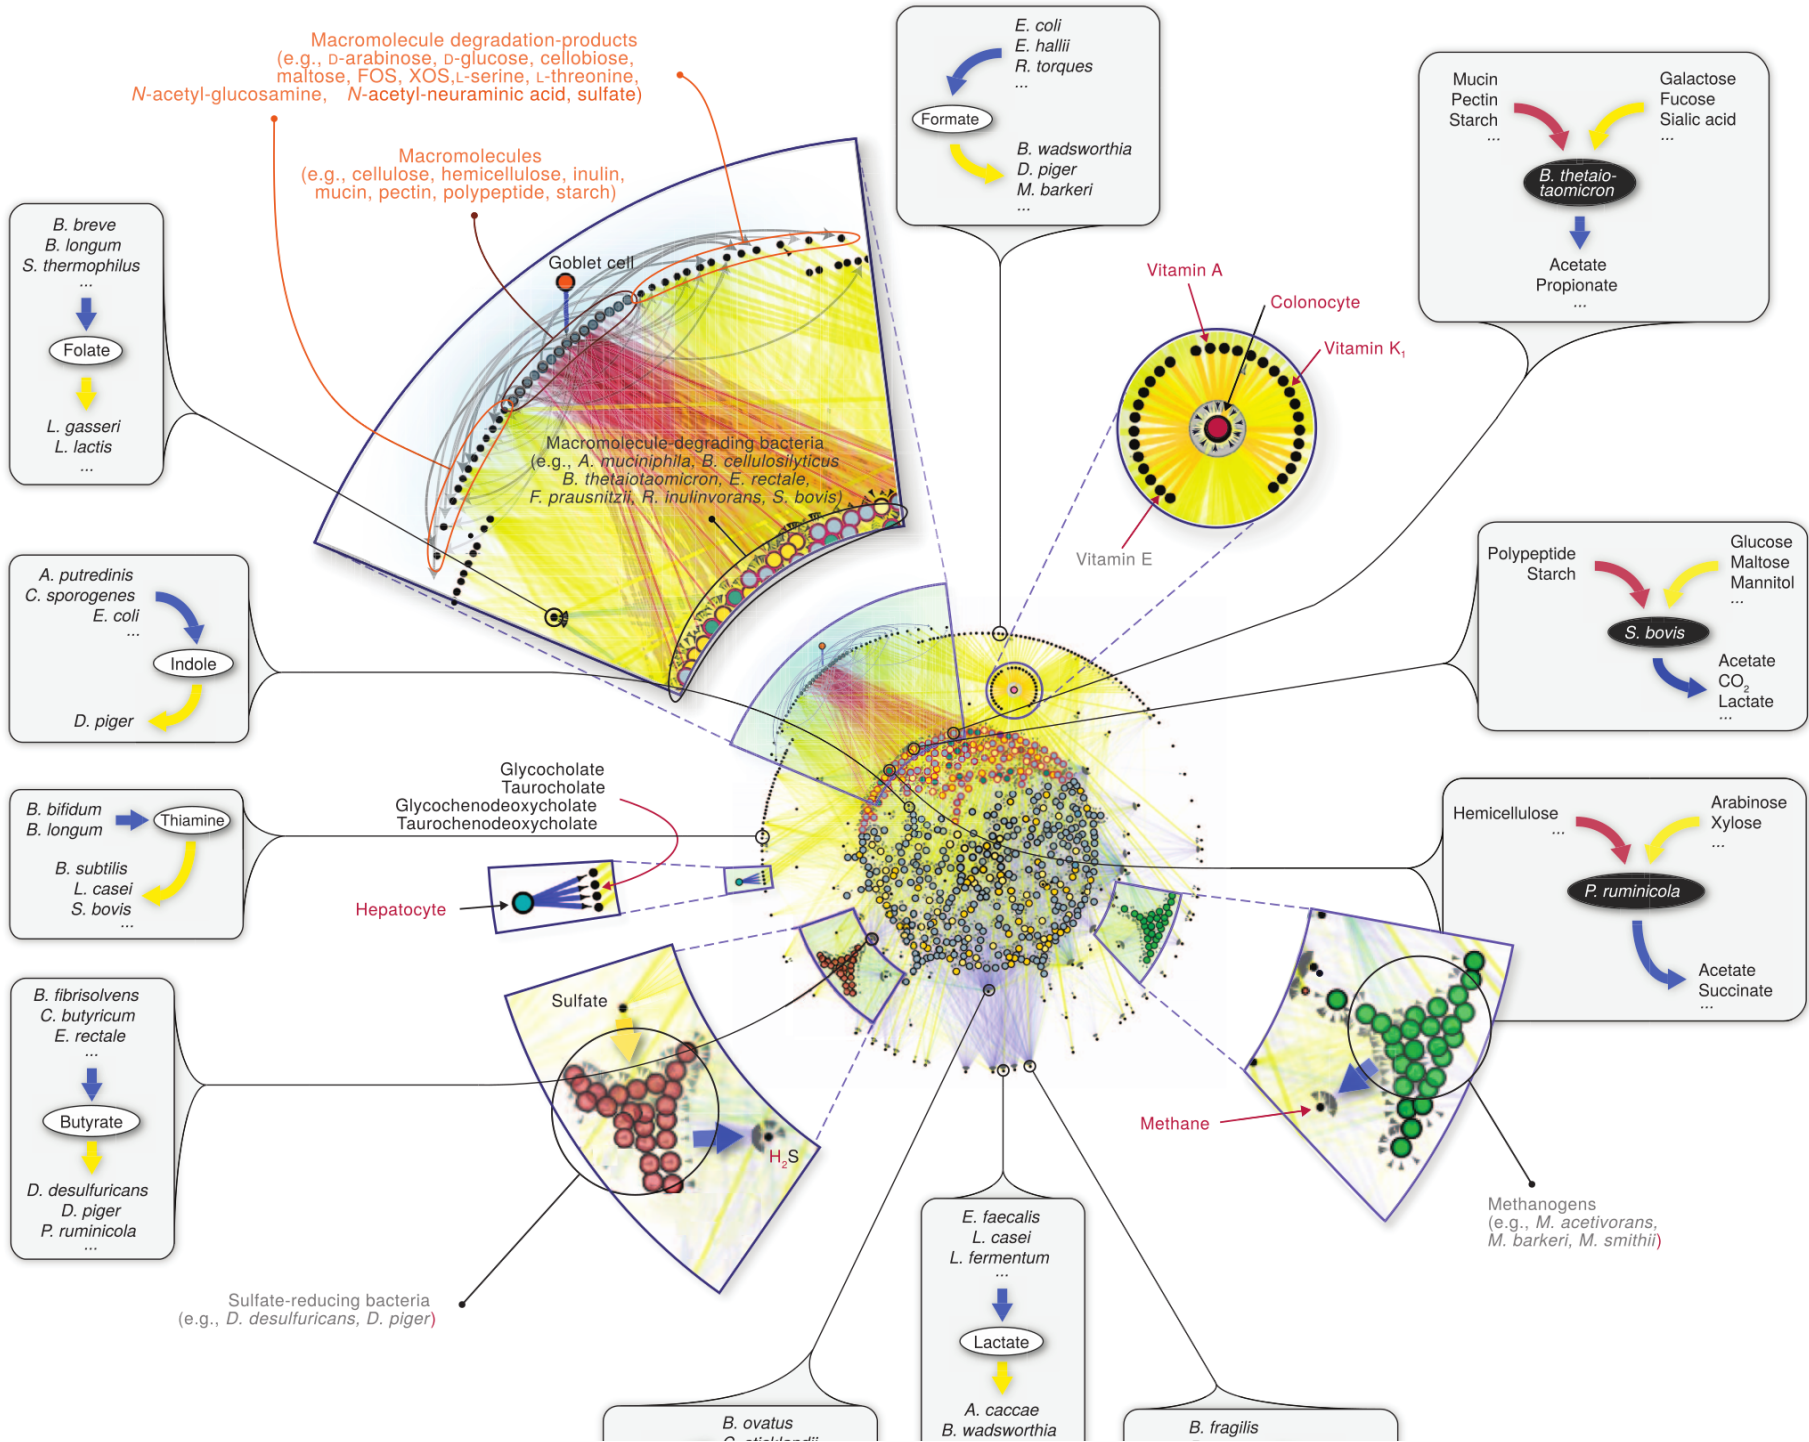 Macromolecule degradation-products
(e.g., D-arabinose, D-glucose, cellobiose,
maltose, FOS, XOS,L-serine, L-threonine,
N-acetyl-glucosamine, N-acetyl-neuraminic acid, sulfate)
Macromolecules
(e.g., cellulose, hemicellulose, inulin,
mucin, pectin, polypeptide, starch)
Goblet cell
Macromolecule-degrading bacteria
(e.g., A. muciniphila, B. cellulosilyticus
B. thetaiotaomicron, E. rectale,
F. prausnitzii, R. inulinvorans, S. bovis)
E. coli
E. hallii
R. torques
...
Formate
B. wadsworthia
D. piger
M. barkeri
...
Mucin
Pectin
Starch
...
Galactose
Fucose
Sialic acid
...
B. thetaio-
taomicron
Acetate
Propionate
...
Vitamin A
Colonocyte
Vitamin K1
Vitamin E
B. breve
B. longum
S. thermophilus
...
Folate
L. gasseri
L. lactis
...
A. putredinis
C. sporogenes
E. coli
...
Indole
D. piger
Polypeptide
Starch
Glucose
Maltose
Mannitol
...
S. bovis
Acetate
CO2
Lactate
...
B. bifidum
B. longum
Thiamine
B. subtilis
L. casei
S. bovis
...
Glycocholate
Taurocholate
Glycochenodeoxycholate
Taurochenodeoxycholate
Hepatocyte
Hemicellulose
...
Arabinose
Xylose
...
P. ruminicola
Acetate
Succinate
...
B. fibrisolvens
C. butyricum
E. rectale
...
Butyrate
D. desulfuricans
D. piger
P. ruminicola
...
Sulfate
H2S
Sulfate-reducing bacteria
(e.g., D. desulfuricans, D. piger)
Methane
Methanogens
(e.g., M. acetivorans,
M. barkeri, M. smithii)
E. faecalis
L. casei
L. fermentum
...
Lactate
A. caccae
B. wadsworthia
B. ovatus
B. fragilis